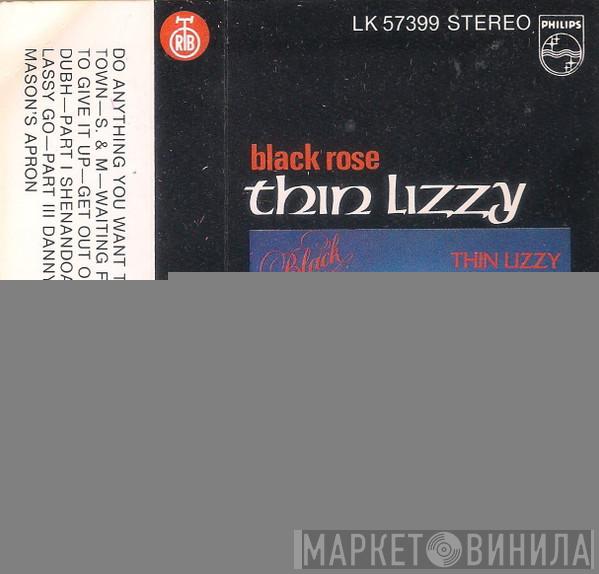 DO ANYTHING YOU WANT T
TOWN—S. & M—WAITING F
TO GIVE IT UP—GET OUT O
DUBH—PART I SHENANDOA
LASSY GO—PART III DANNY
MASON'S APRON
RTB
LK 57399 STEREO
PHILIPS
black rose
thin lizzy
Black
THIN LIZZY
МАРКЕТ ВИНИЛА